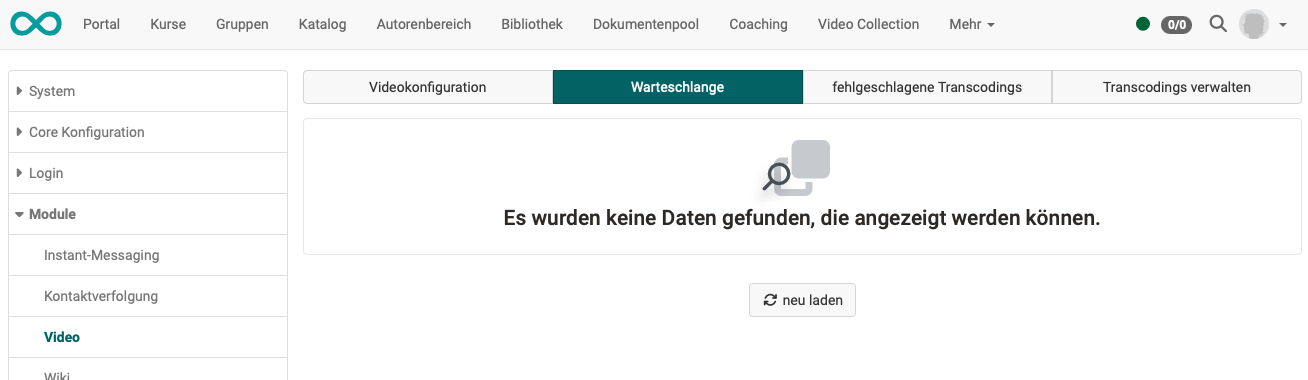 Portal Kurse Gruppen Katalog Autorenbereich Bibliothek Dokumentenpool Coaching Video Collection Mehr 0/0
System
Core Konfiguration
Login
Module
Instant-Messaging
Kontaktverfolgung
Video
Wiki
Videokonfiguration Warteschlange fehlgeschlagene Transcodings Transcodings verwalten
Es wurden keine Daten gefunden, die angezeigt werden können.
neu laden